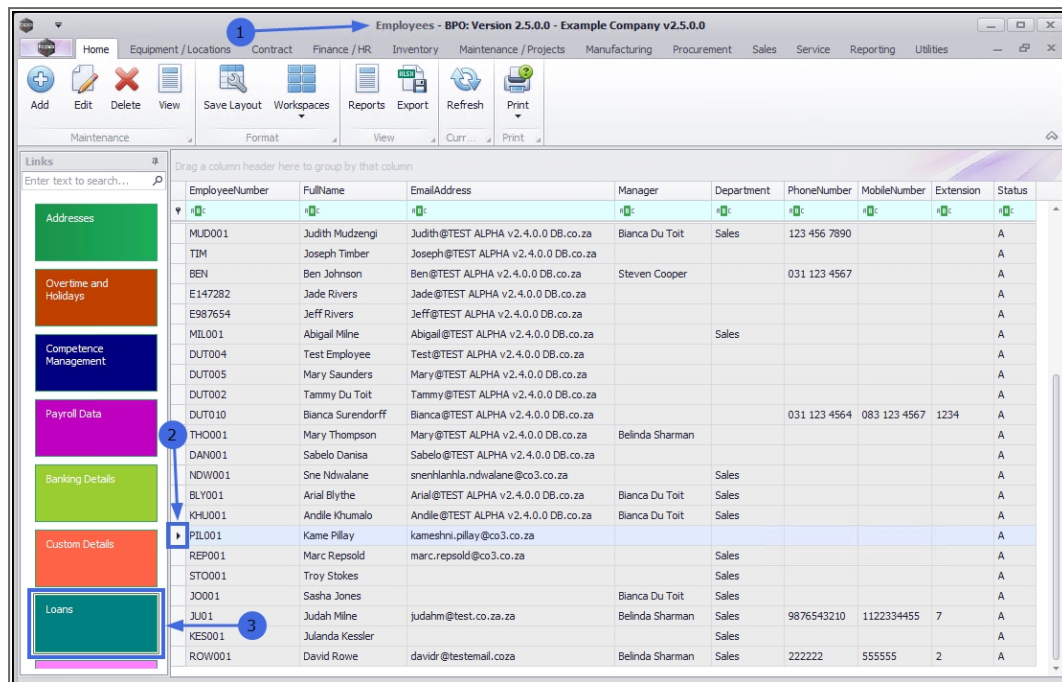 Employees - BPO: Version 2.5.0.0 - Example Company v2.5.0.0
1
Home Equipment / Locations Contract Finance / HR Inventory Maintenance / Projects Manufacturing Procurement Sales Service Reporting Utilities
Add Edit Delete View Save Layout Workspaces Reports Export Refresh Print
Maintenance Format View Curr... Print
Links
Enter text to search...
Drag a column header here to group by that column
EmployeeNumber FullName EmailAddress Manager Department PhoneNumber MobileNumber Extension Status
MUD001 Judith Mudzengi Judith@TEST ALPHA v2.4.0.0 DB.co.za Bianca Du Toit Sales 123 456 7890 A
TIM Joseph Timber Joseph@TEST ALPHA v2.4.0.0 DB.co.za A
BEN Ben Johnson Ben@TEST ALPHA v2.4.0.0 DB.co.za Steven Cooper 031 123 4567 A
E147282 Jade Rivers Jade@TEST ALPHA v2.4.0.0 DB.co.za A
E987654 Jeff Rivers Jeff@TEST ALPHA v2.4.0.0 DB.co.za A
MIL001 Abigail Milne Abigail@TEST ALPHA v2.4.0.0 DB.co.za Sales A
DUT004 Test Employee Test@TEST ALPHA v2.4.0.0 DB.co.za A
DUT005 Mary Saunders Mary@TEST ALPHA v2.4.0.0 DB.co.za A
DUT002 Tammy Du Toit Tammy@TEST ALPHA v2.4.0.0 DB.co.za A
DUT010 Bianca Surendorff Bianca@TEST ALPHA v2.4.0.0 DB.co.za 031 123 4564 083 123 4567 1234 A
THO001 Mary Thompson Mary@TEST ALPHA v2.4.0.0 DB.co.za Belinda Sharman A
DAN001 Sabelo Danisa Sabelo@TEST ALPHA v2.4.0.0 DB.co.za A
NDW001 Sne Ndwalane snenhlanhla.ndwalane@co3.co.za Sales A
BLY001 Arial Blythe Arial@TEST ALPHA v2.4.0.0 DB.co.za Bianca Du Toit Sales A
KHU001 Andile Khumalo Andile@TEST ALPHA v2.4.0.0 DB.co.za Bianca Du Toit Sales A
PIL001 Kame Pillay kameshni.pillay@co3.co.za A
REP001 Marc Repsold marc.repsold@co3.co.za Sales A
STO001 Troy Stokes Sales A
JO001 Sasha Jones Bianca Du Toit Sales A
JU01 Judah Milne judahm@test.co.za.za Belinda Sharman Sales 9876543210 1122334455 7 A
KES001 Julanda Kessler Sales A
ROW001 David Rowe davidr@testemail.coza Belinda Sharman Sales 222222 555555 2 A
Addresses
Overtime and
Holidays
Competence
Management
Payroll Data
2
Banking Details
Custom Details
Loans
3